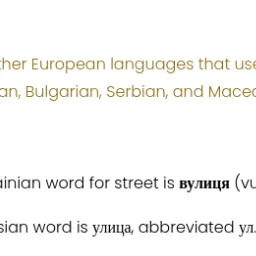 ther European languages that use
an, Bulgarian, Serbian, and Maced
ainian word for street is вулиця (vu
sian word is улица, abbreviated ул.